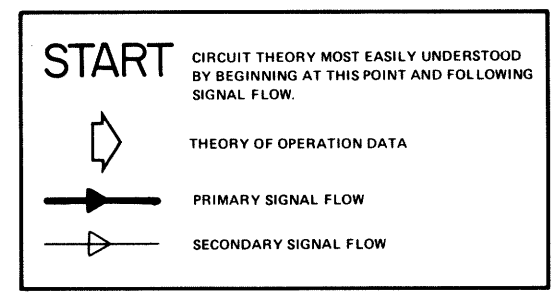 START
CIRCUIT THEORY MOST EASILY UNDERSTOOD
BY BEGINNING AT THIS POINT AND FOLLOWING
SIGNAL FLOW.
THEORY OF OPERATION DATA
PRIMARY SIGNAL FLOW
SECONDARY SIGNAL FLOW